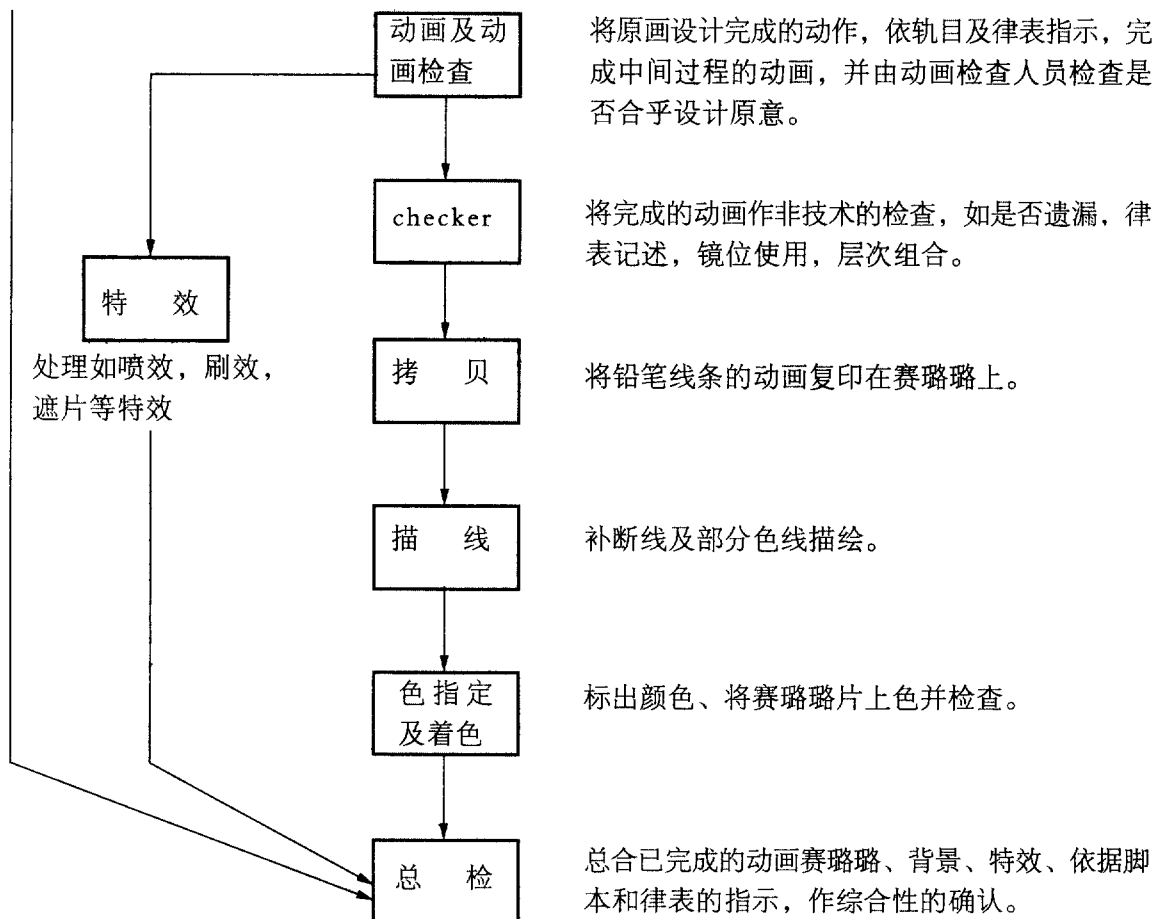 动画及动
画检查
将原画设计完成的动作，依轨目及律表指示，完
成中间过程的动画，并由动画检查人员检查是
否合乎设计原意。
checker
将完成的动画作非技术的检查，如是否遗漏，律
表记述，镜位使用，层次组合。
特 效
处理如喷效，刷效，
遮片等特效
拷 贝
将铅笔线条的动画复印在赛璐璐上。
描 线
补断线及部分色线描绘。
色指定
及着色
标出颜色、将赛璐璐片上色并检查。
总 检
总合已完成的动画赛璐璐、背景、特效、依据脚
本和律表的指示，作综合性的确认。